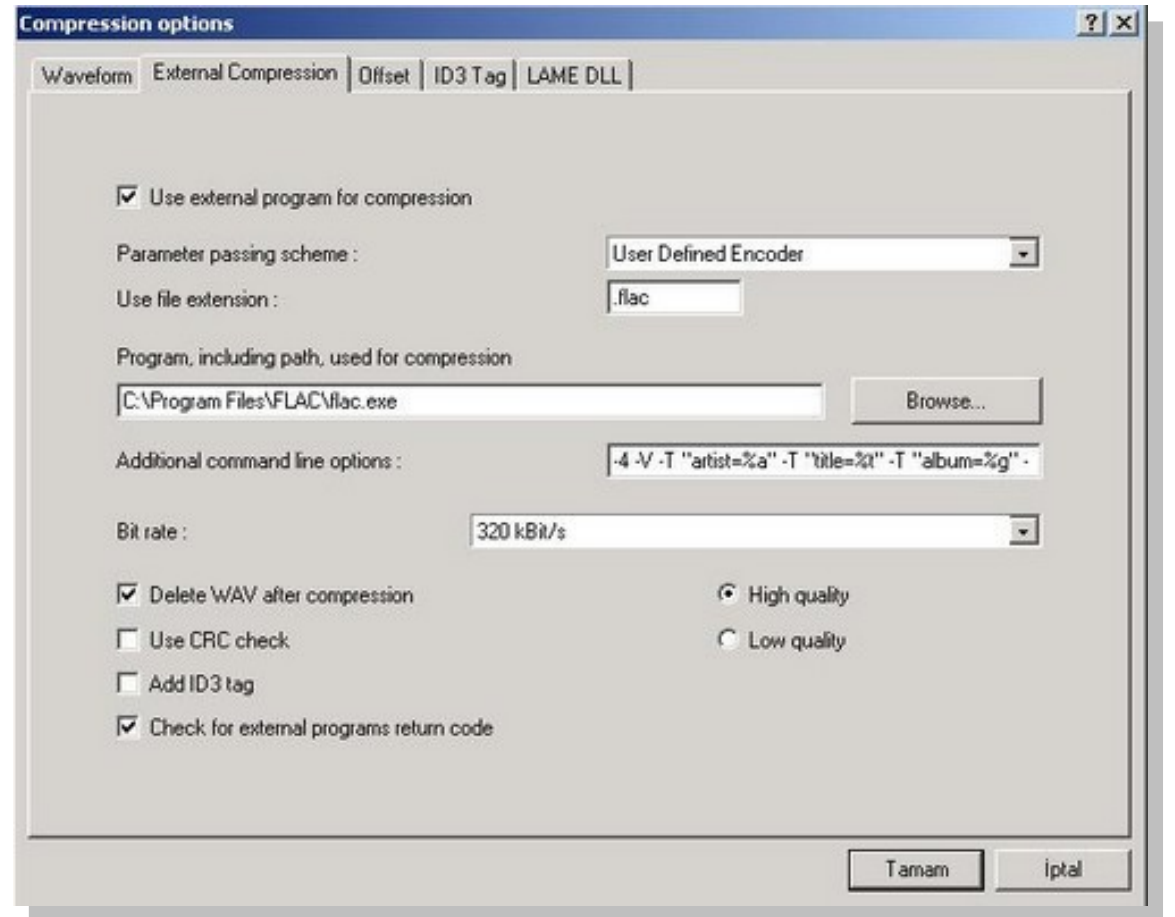 Compression options
Waveform External Compression Offset ID3 Tag LAME DLL
Use external program for compression
Parameter passing scheme : User Defined Encoder
Use file extension : .flac
Program, including path, used for compression
C:\Program Files\FLAC\flac.exe Browse...
Additional command line options : -4 -V -T "artist=%a" -T "title=%t" -T "album=%g" -
Bit rate : 320 kBit/s
Delete WAV after compression High quality
Use CRC check Low quality
Add ID3 tag
Check for external programs return code
Tamam İptal